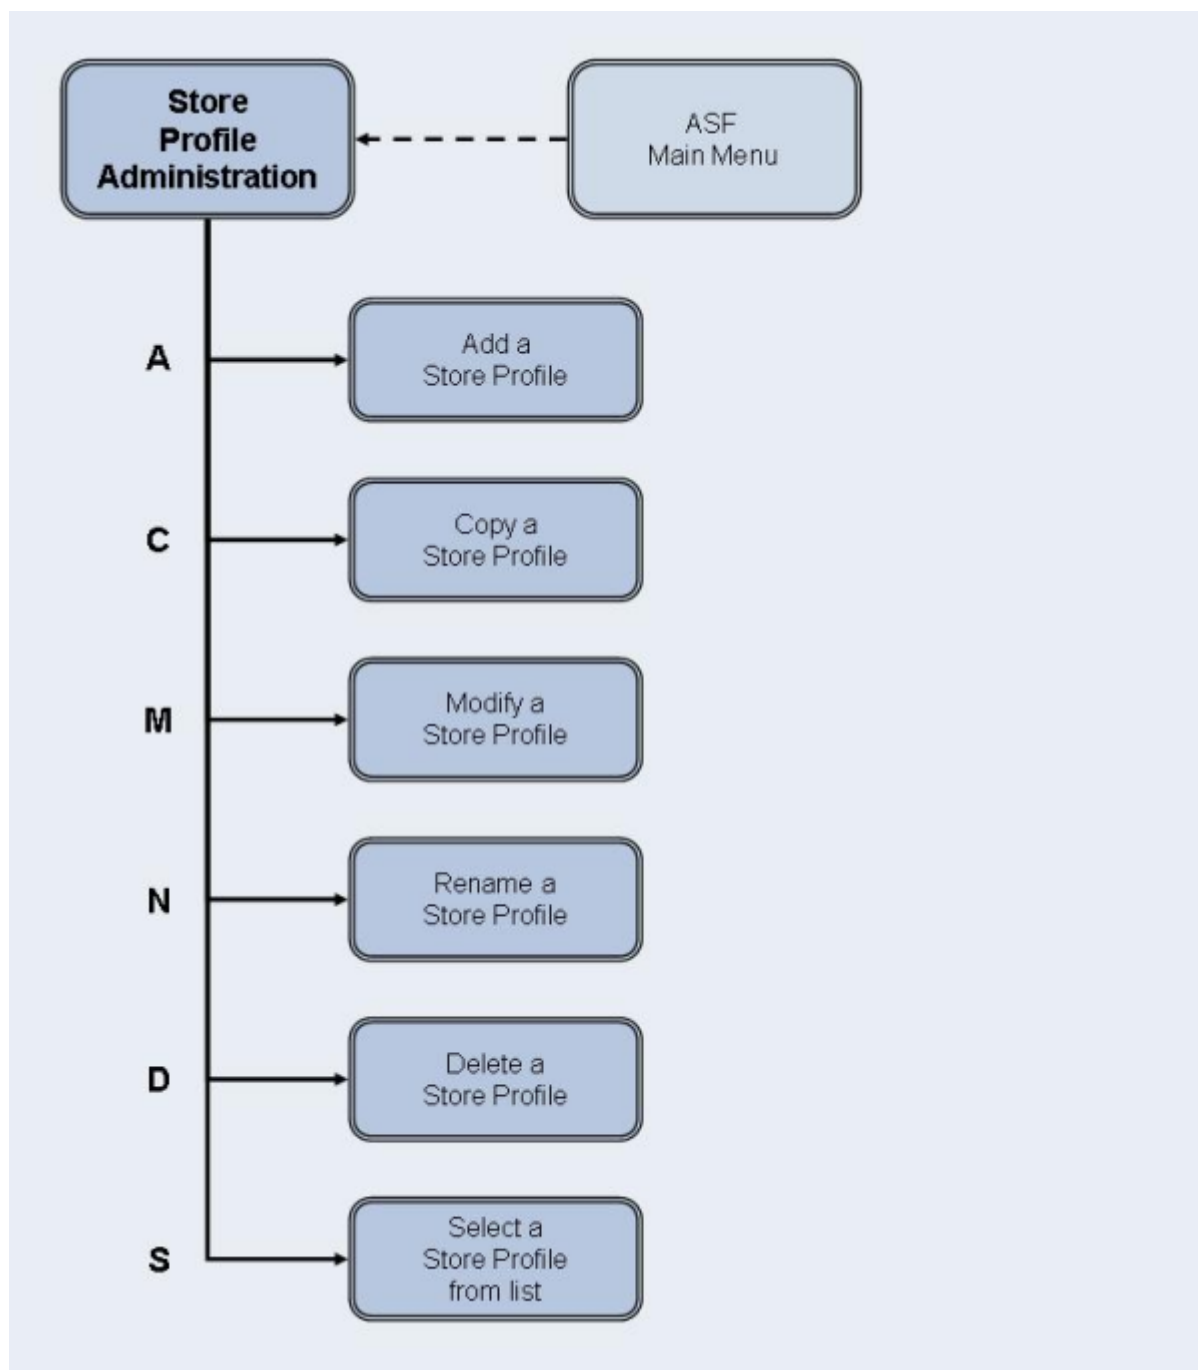 Store
Profile
Administration
ASF
Main Menu
A
Add a
Store Profile
C
Copy a
Store Profile
M
Modify a
Store Profile
N
Rename a
Store Profile
D
Delete a
Store Profile
S
Select a
Store Profile
from list